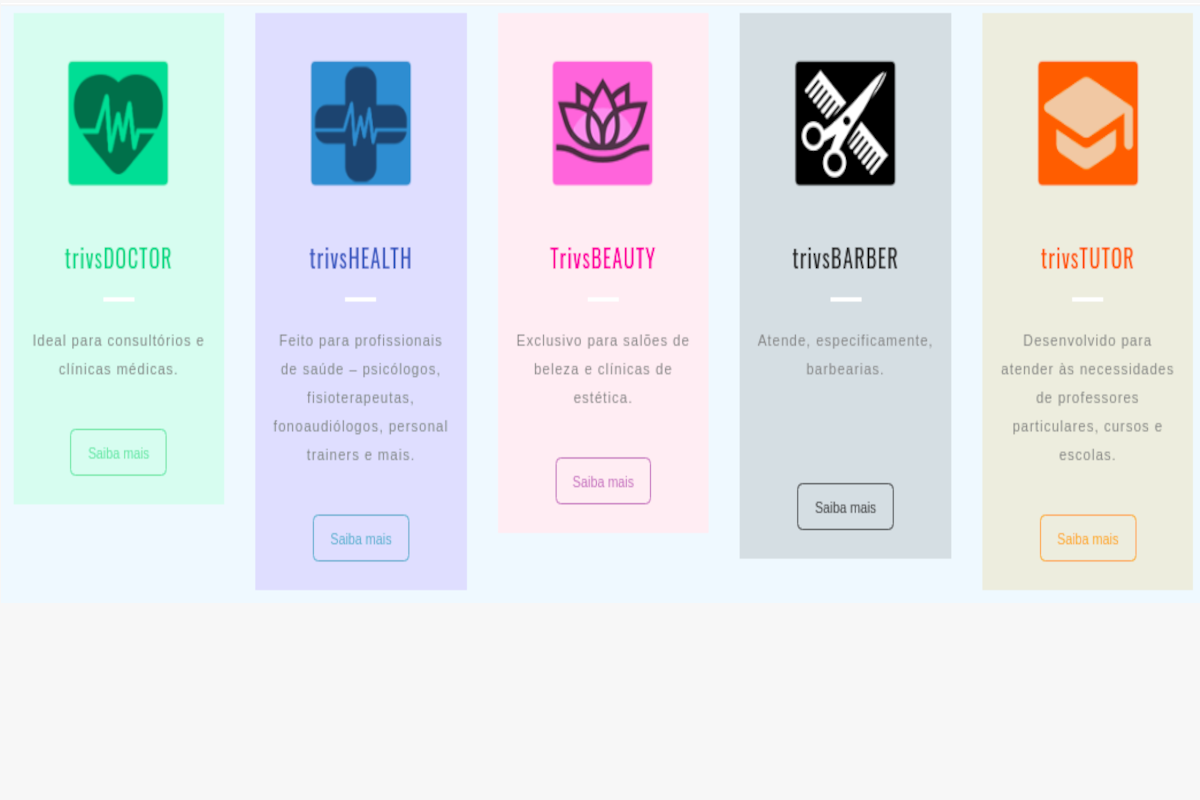 trivsDOCTOR
Ideal para consultórios e
clínicas médicas.
Saiba mais
trivsHEALTH
Feito para profissionais
de saúde – psicólogos,
fisioterapeutas,
fonoaudiólogos, personal
trainers e mais.
Saiba mais
TrivsBEAUTY
Exclusivo para salões de
beleza e clínicas de
estética.
Saiba mais
trivsBARBER
Atende, especificamente,
barbearias.
Saiba mais
trivsTUTOR
Desenvolvido para
atender às necessidades
de professores
particulares, cursos e
escolas.
Saiba mais